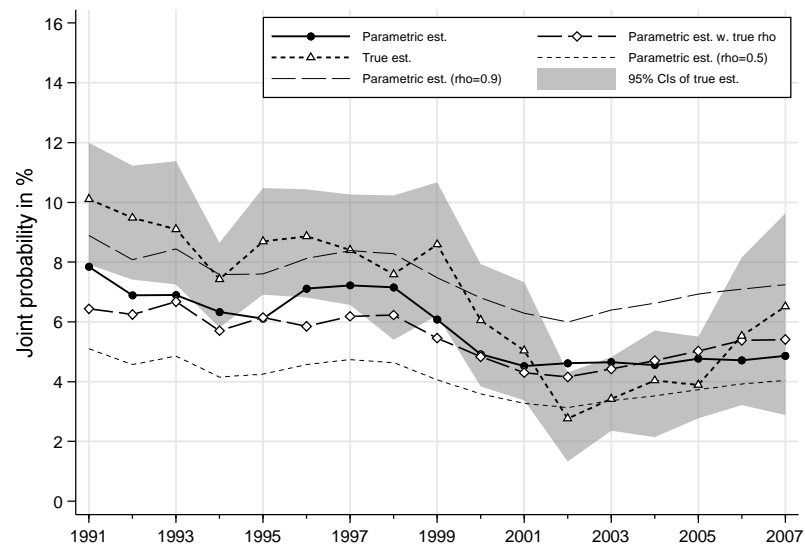 16
14
12
10
8
6
4
2
0
Joint probability in %
Parametric est.
Parametric est. w. true rho
True est.
Parametric est. (rho=0.5)
Parametric est. (rho=0.9)
95% CIs of true est.
1991 1993 1995 1997 1999 2001 2003 2005 2007